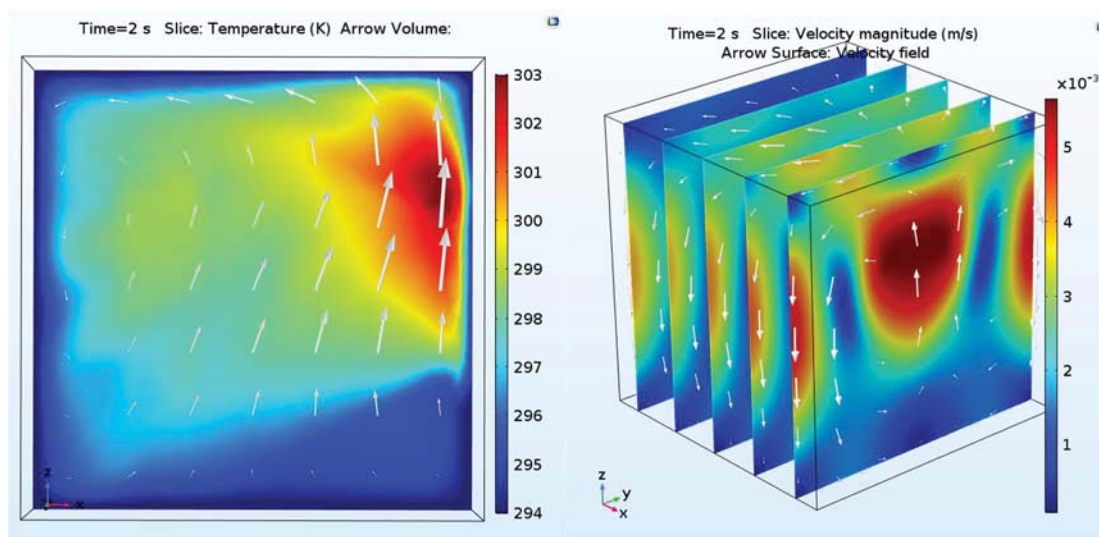 Time=2 s Slice: Temperature (K) Arrow Volume:
303
302
301
300
299
298
297
296
295
294
z
x
Time=2 s Slice: Velocity magnitude (m/s)
Arrow Surface: Velocity field
×10⁻³
5
4
3
2
1
z
y
x